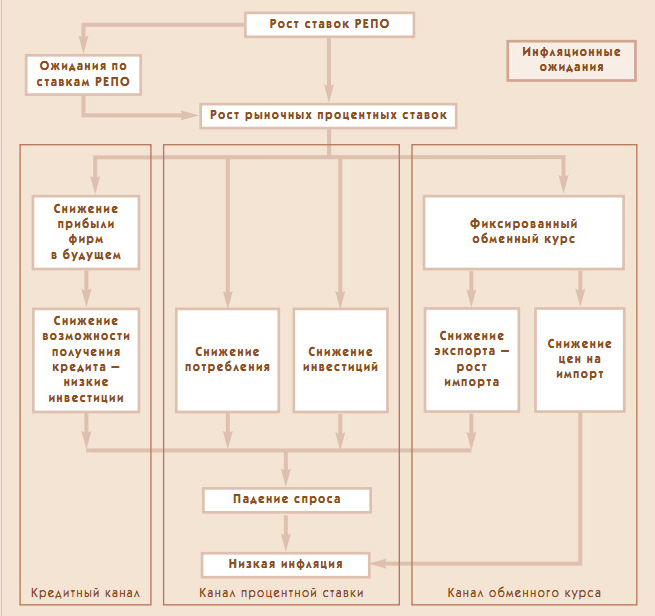 Рост ставок РЕПО
Ожидания по
ставкам РЕПО
Инфляционные
ожидания
Рост рыночных процентных ставок
Снижение
прибыли
фирм
в будущем
Фиксированный
обменный курс
Снижение
возможности
получения
кредита –
низкие
инвестиции
Снижение
потребления
Снижение
инвестиций
Снижение
экспорта –
рост
импорта
Снижение
цен на
импорт
Падение спроса
Низкая инфляция
Кредитный канал
Канал процентной ставки
Канал обменного курса